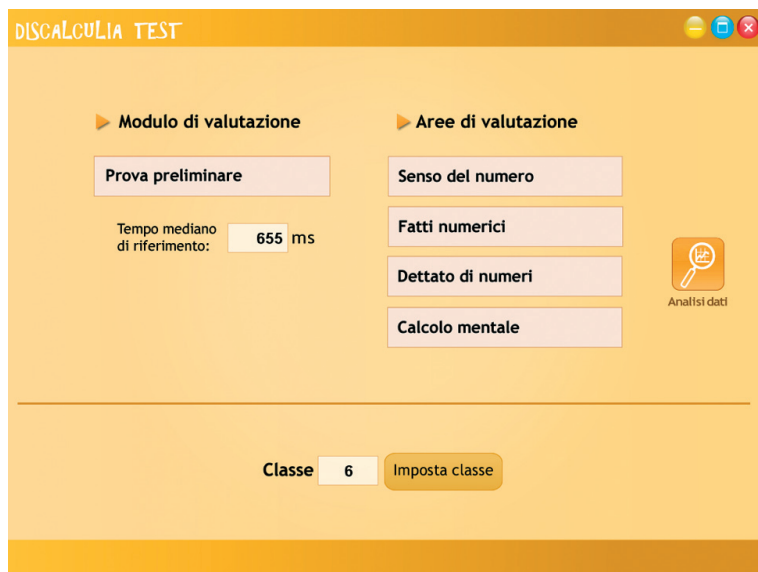 DISCALCULIA TEST
Modulo di valutazione
Prova preliminare
Tempo mediano
di riferimento:
655 ms
Aree di valutazione
Senso del numero
Fatti numerici
Dettato di numeri
Calcolo mentale
Analisi dati
Classe 6 Imposta classe